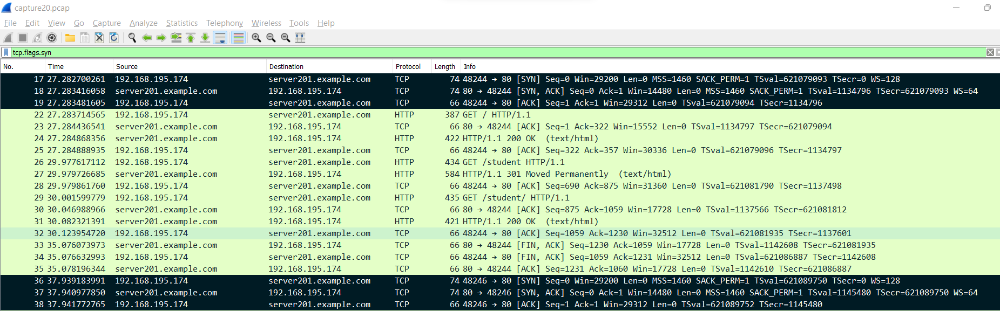 capture20.pcap
File Edit View Go Capture Analyze Statistics Telephony Wireless Tools Help
tcp.flags.syn
No. Time Source Destination Protocol Length Info
17 27.282700261 192.168.195.174 server201.example.com TCP 74 48244 → 80 [SYN] Seq=0 Win=29200 Len=0 MSS=1460 SACK_PERM=1 TSval=621079093 TSecr=0 WS=128
18 27.283416058 server201.example.com 192.168.195.174 TCP 74 80 → 48244 [SYN, ACK] Seq=0 Ack=1 Win=14480 Len=0 MSS=1460 SACK_PERM=1 TSval=1134796 TSecr=621079093 WS=64
19 27.283481605 192.168.195.174 server201.example.com TCP 66 48244 → 80 [ACK] Seq=1 Ack=1 Win=29312 Len=0 TSval=621079094 TSecr=1134796
22 27.283714565 192.168.195.174 server201.example.com HTTP 387 GET / HTTP/1.1
23 27.284436541 server201.example.com 192.168.195.174 TCP 66 80 → 48244 [ACK] Seq=1 Ack=322 Win=15552 Len=0 TSval=1134797 TSecr=621079094
24 27.284868356 server201.example.com 192.168.195.174 HTTP 422 HTTP/1.1 200 OK (text/html)
25 27.284888935 192.168.195.174 server201.example.com TCP 66 48244 → 80 [ACK] Seq=322 Ack=357 Win=30336 Len=0 TSval=621079096 TSecr=1134797
26 29.977617112 192.168.195.174 server201.example.com HTTP 434 GET /student HTTP/1.1
27 29.979726685 server201.example.com 192.168.195.174 HTTP 584 HTTP/1.1 301 Moved Permanently (text/html)
28 29.979861760 192.168.195.174 server201.example.com TCP 66 48244 → 80 [ACK] Seq=690 Ack=875 Win=31360 Len=0 TSval=621081790 TSecr=1137498
29 30.001599779 192.168.195.174 server201.example.com HTTP 435 GET /student/ HTTP/1.1
30 30.046988966 server201.example.com 192.168.195.174 TCP 66 80 → 48244 [ACK] Seq=875 Ack=1059 Win=17728 Len=0 TSval=1137566 TSecr=621081812
31 30.082321391 server201.example.com 192.168.195.174 HTTP 421 HTTP/1.1 200 OK (text/html)
32 30.123954720 192.168.195.174 server201.example.com TCP 66 48244 → 80 [ACK] Seq=1059 Ack=1230 Win=32512 Len=0 TSval=621081935 TSecr=1137601
33 35.076073973 server201.example.com 192.168.195.174 TCP 66 80 → 48244 [FIN, ACK] Seq=1230 Ack=1059 Win=17728 Len=0 TSval=1142608 TSecr=621081935
34 35.076632993 192.168.195.174 server201.example.com TCP 66 48244 → 80 [FIN, ACK] Seq=1059 Ack=1231 Win=32512 Len=0 TSval=621086887 TSecr=1142608
35 35.078196344 server201.example.com 192.168.195.174 TCP 66 80 → 48244 [ACK] Seq=1231 Ack=1060 Win=17728 Len=0 TSval=1142610 TSecr=621086887
36 37.939183991 192.168.195.174 server201.example.com TCP 74 48246 → 80 [SYN] Seq=0 Win=29200 Len=0 MSS=1460 SACK_PERM=1 TSval=621089750 TSecr=0 WS=128
37 37.940977850 server201.example.com 192.168.195.174 TCP 74 80 → 48246 [SYN, ACK] Seq=0 Ack=1 Win=14480 Len=0 MSS=1460 SACK_PERM=1 TSval=1145480 TSecr=621089750 WS=64
38 37.941772765 192.168.195.174 server201.example.com TCP 66 48246 → 80 [ACK] Seq=1 Ack=1 Win=29312 Len=0 TSval=621089752 TSecr=1145480